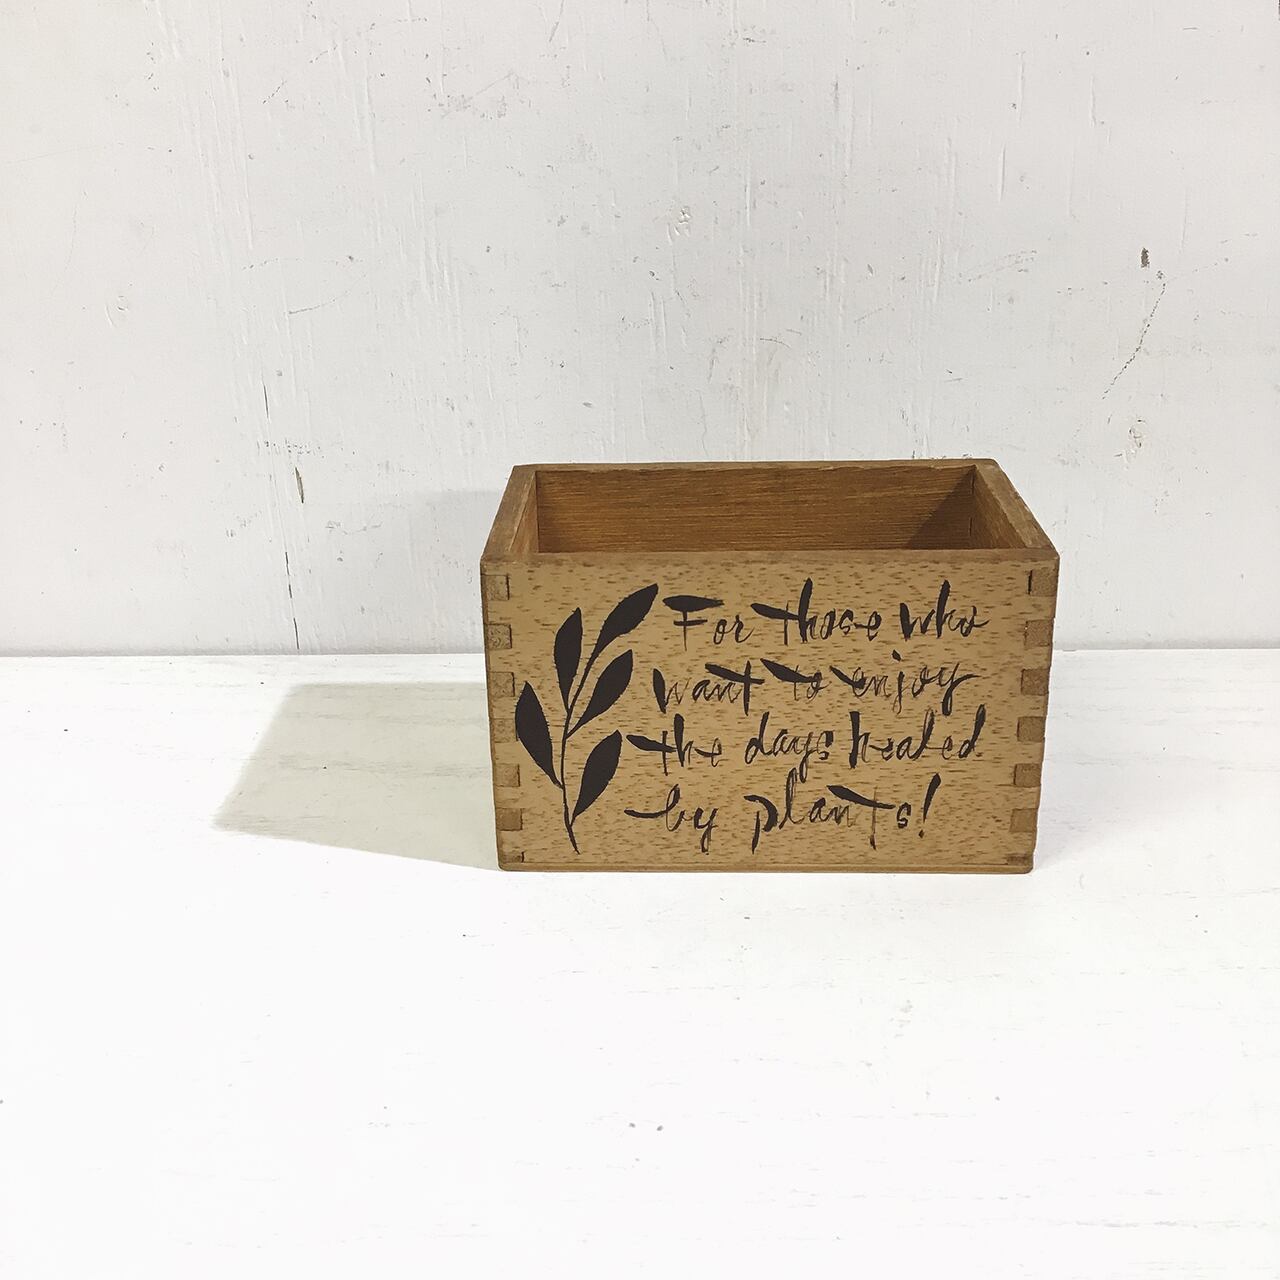 For those who
want to enjoy
the days healed
by plants!